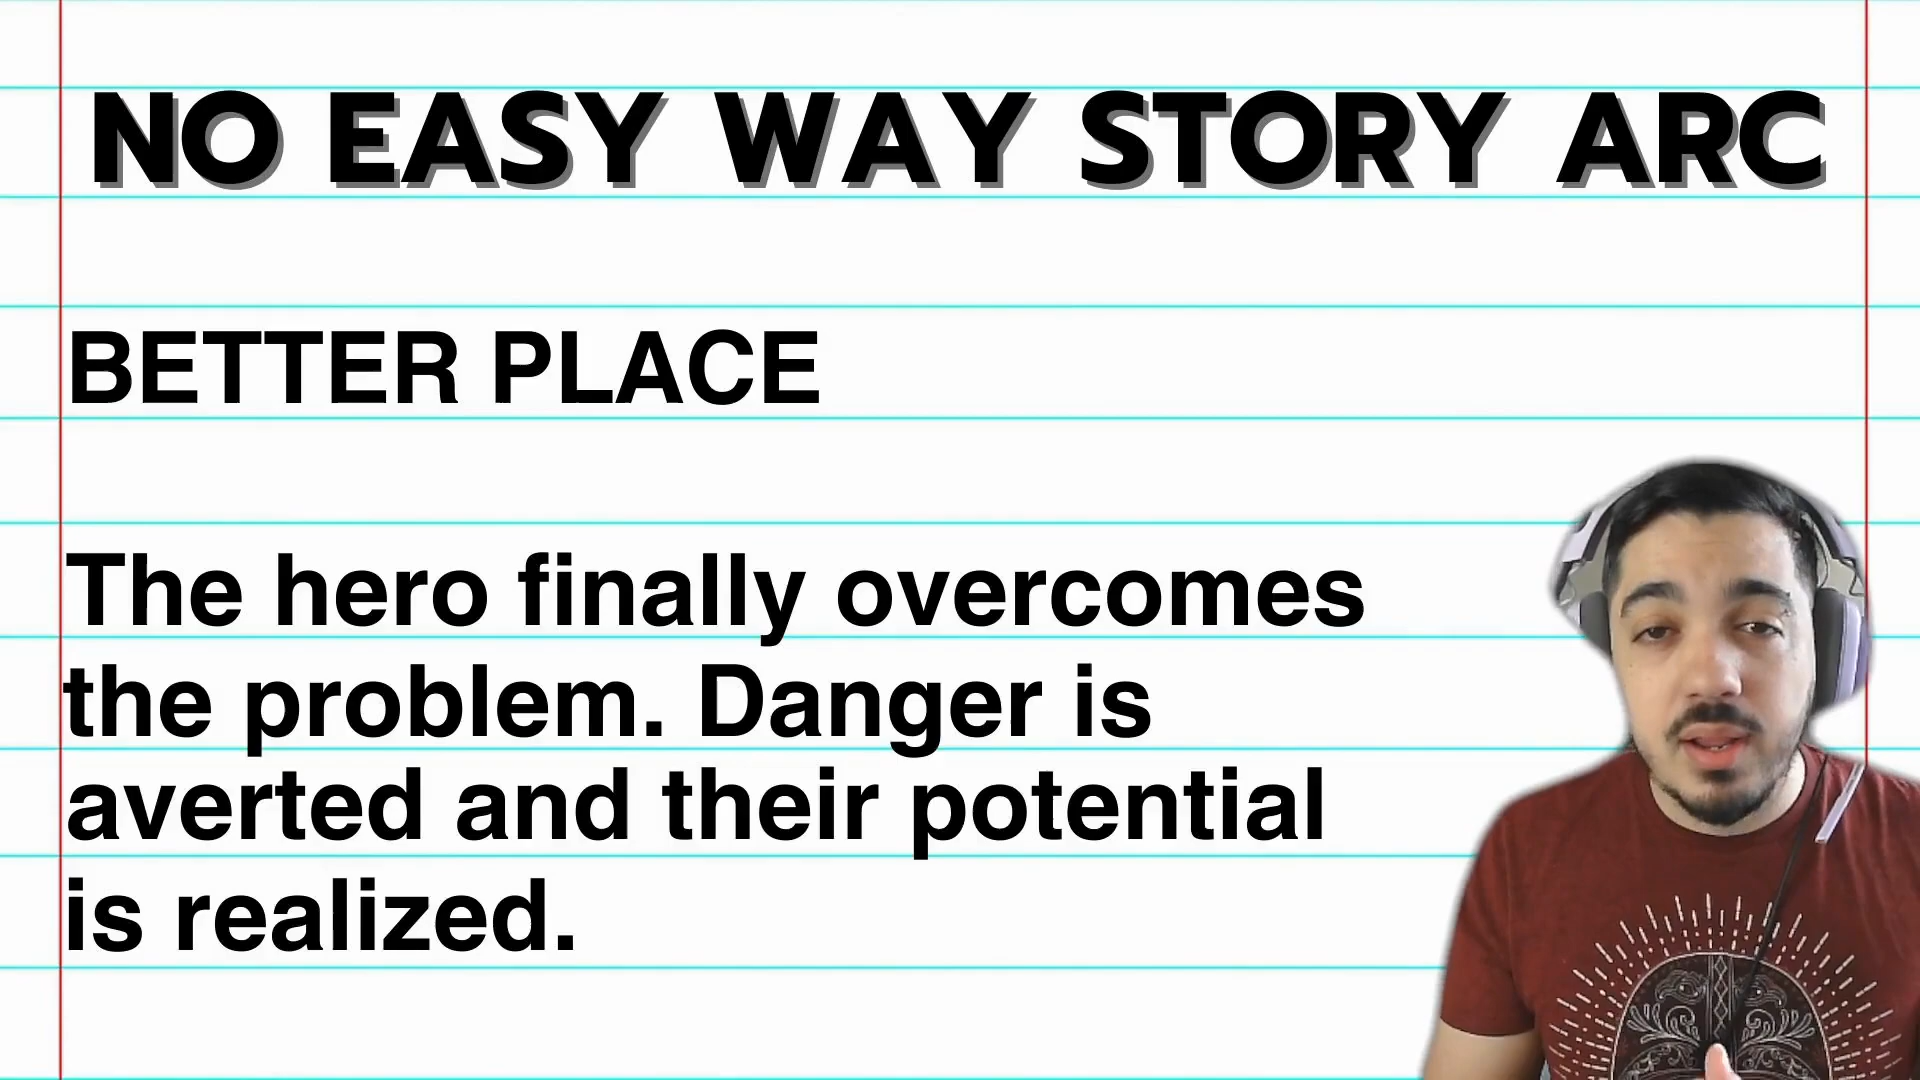 NO EASY WAY STORY ARC
BETTER PLACE
The hero finally overcomes
the problem. Danger is
averted and their potential
is realized.